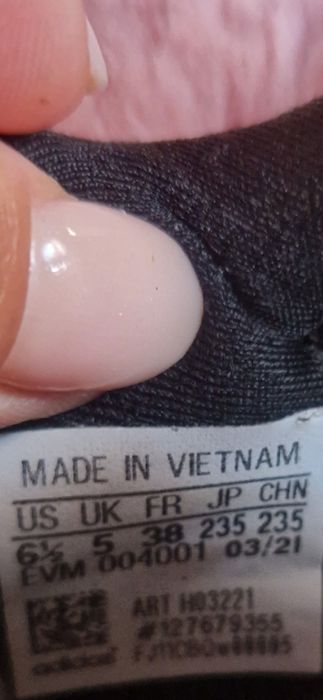 MADE IN VIETNAM
US UK FR JP CHN
6½ 5 38 235 235
EVM 004001 03/21
ART H03221
#127679355
adidas